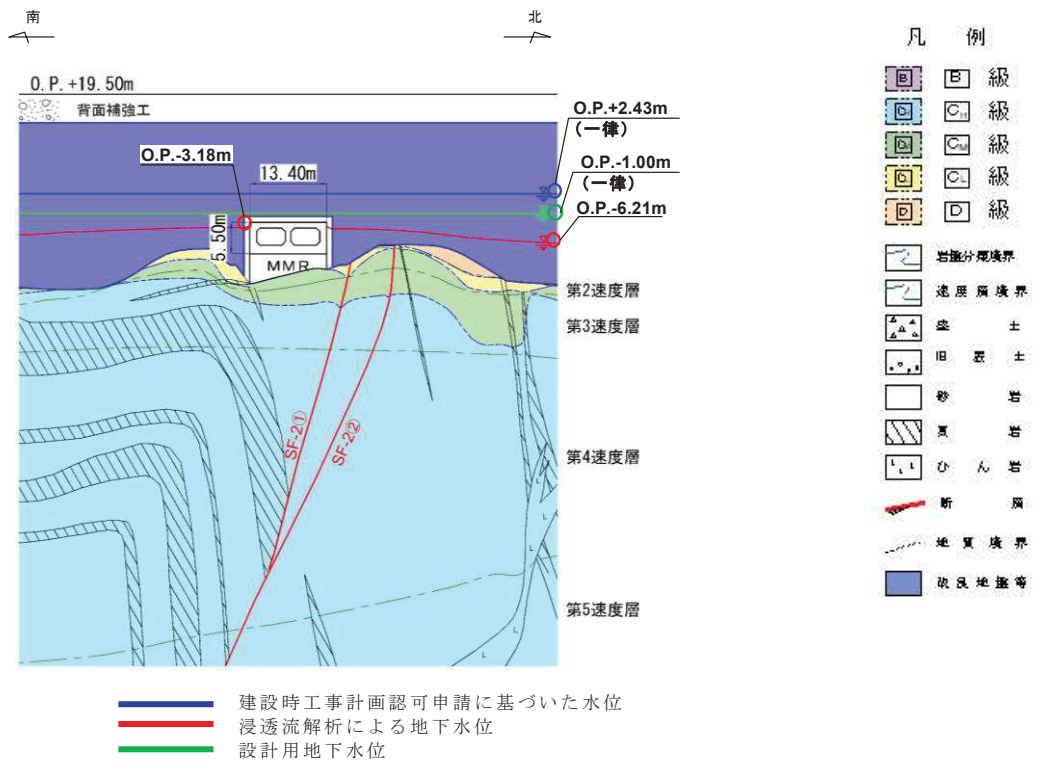 南
北
O.P.+19.50m
背面補強工
O.P.+2.43m
(一律)
O.P.-3.18m
O.P.-1.00m
(一律)
13.40m
O.P.-6.21m
5.50m
MMR
第2速度層
第3速度層
SF-2①
SF-2②
第4速度層
第5速度層
建設時工事計画認可申請に基づいた水位
浸透流解析による地下水位
設計用地下水位
凡例
B B 級
CH CH 級
CM CM 級
CL CL 級
D D 級
岩盤分類境界
速度層境界
盛土
旧表土
砂岩
頁岩
ひん岩
断層
地質境界
改良地盤等